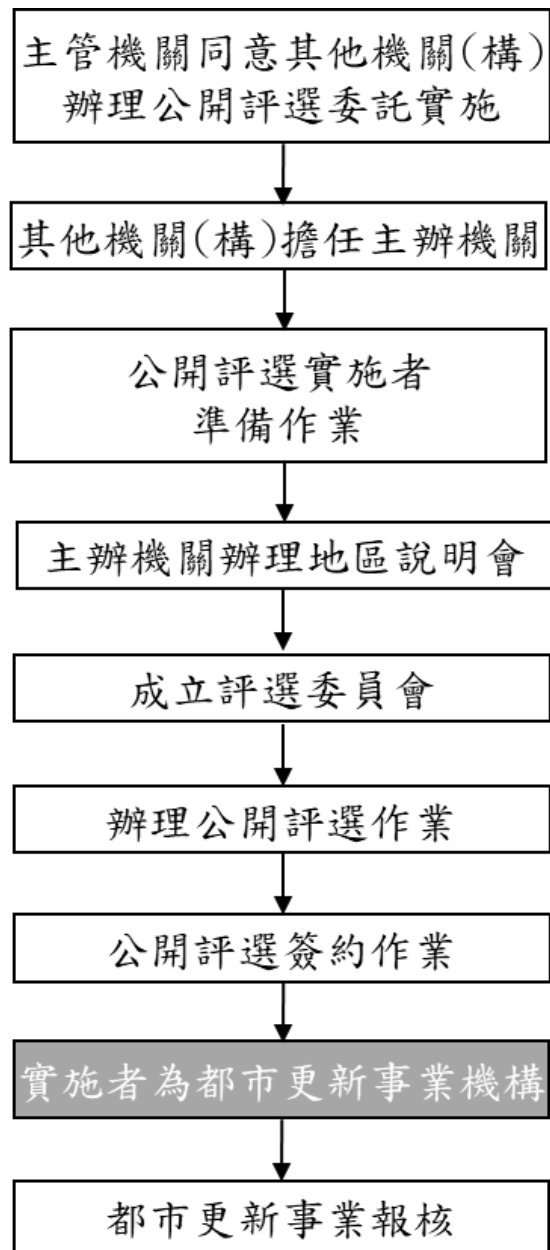 主管機關同意其他機關(構)
辦理公開評選委託實施
其他機關(構)擔任主辦機關
公開評選實施者
準備作業
主辦機關辦理地區說明會
成立評選委員會
辦理公開評選作業
公開評選簽約作業
實施者為都市更新事業機構
都市更新事業報核